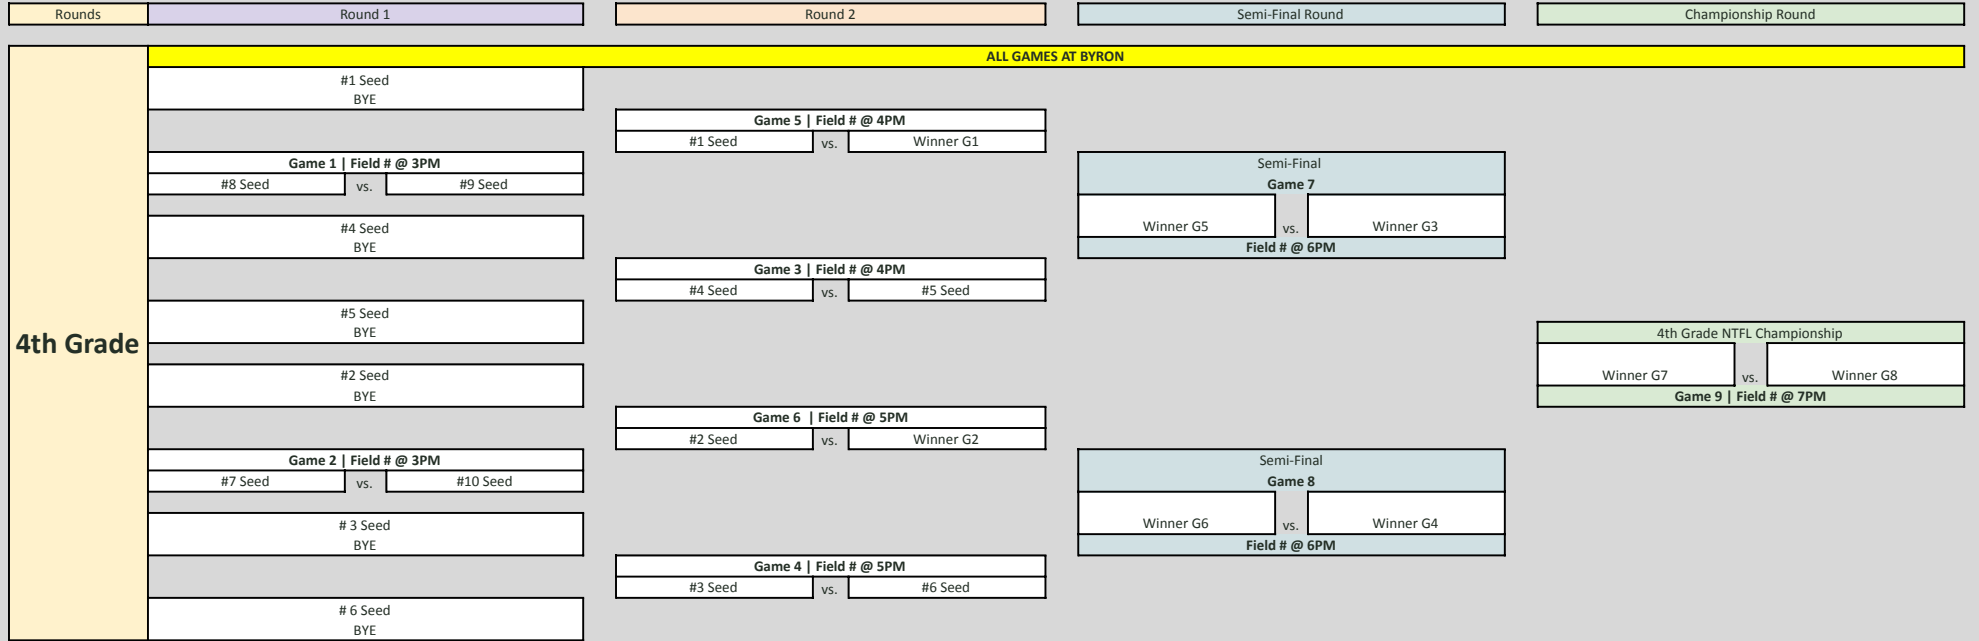 Rounds
Round 1
Round 2
Semi-Final Round
Championship Round
ALL GAMES AT BYRON
4th Grade
#1 Seed
BYE
Game 1 | Field # @ 3PM
#8 Seed vs. #9 Seed
#4 Seed
BYE
#5 Seed
BYE
#2 Seed
BYE
Game 2 | Field # @ 3PM
#7 Seed vs. #10 Seed
# 3 Seed
BYE
# 6 Seed
BYE
Game 5 | Field # @ 4PM
#1 Seed vs. Winner G1
Game 3 | Field # @ 4PM
#4 Seed vs. #5 Seed
Game 6 | Field # @ 5PM
#2 Seed vs. Winner G2
Game 4 | Field # @ 5PM
#3 Seed vs. #6 Seed
Semi-Final
Game 7
Winner G5 vs. Winner G3
Field # @ 6PM
Semi-Final
Game 8
Winner G6 vs. Winner G4
Field # @ 6PM
4th Grade NTFL Championship
Winner G7 vs. Winner G8
Game 9 | Field # @ 7PM